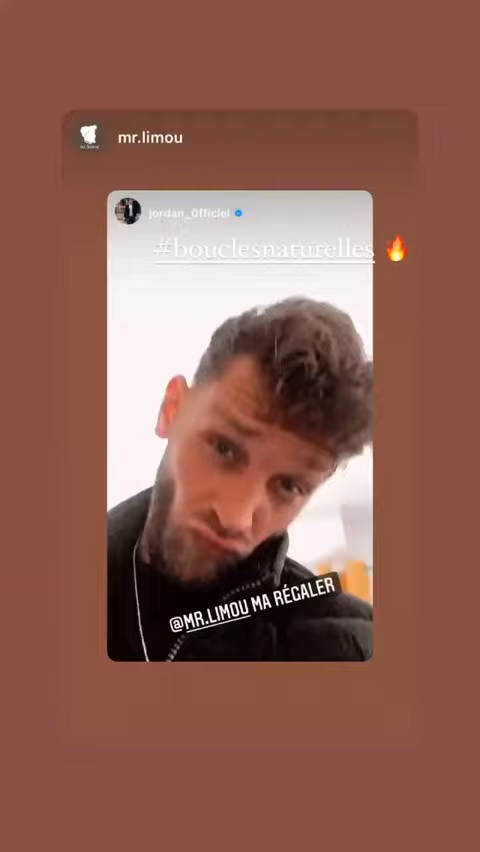 mr.limou
jordan_0fficiel
#bouclesnaturelles 🔥
@MR.LIMOU MA RÉGALER